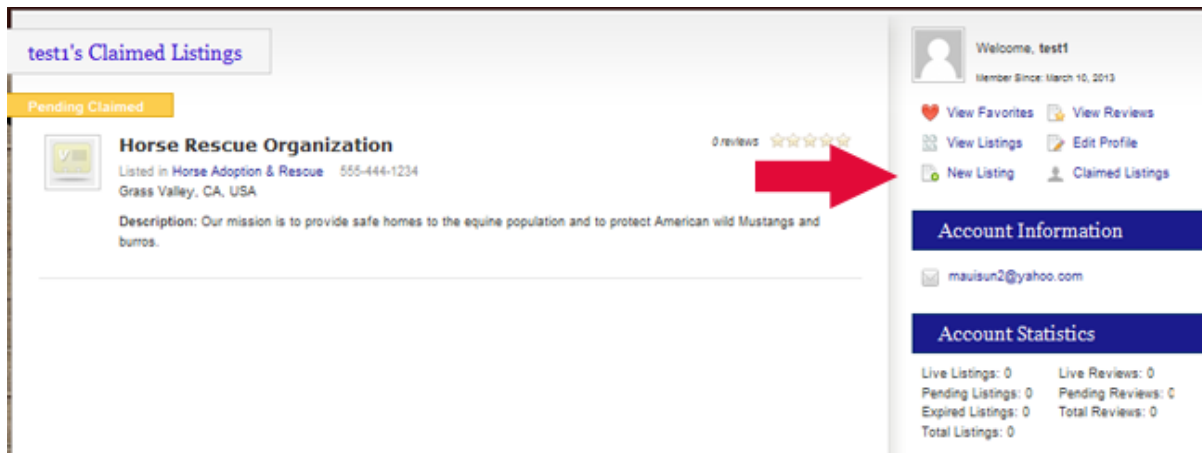 test1's Claimed Listings
Pending Claimed
Horse Rescue Organization
0 reviews
Listed in Horse Adoption & Rescue 555-444-1234
Grass Valley, CA, USA
Description: Our mission is to provide safe homes to the equine population and to protect American wild Mustangs and
burros.
Welcome, test1
Member Since: March 10, 2013
View Favorites View Reviews
View Listings Edit Profile
New Listing Claimed Listings
Account Information
mauisun2@yahoo.com
Account Statistics
Live Listings: 0 Live Reviews: 0
Pending Listings: 0 Pending Reviews: 0
Expired Listings: 0 Total Reviews: 0
Total Listings: 0